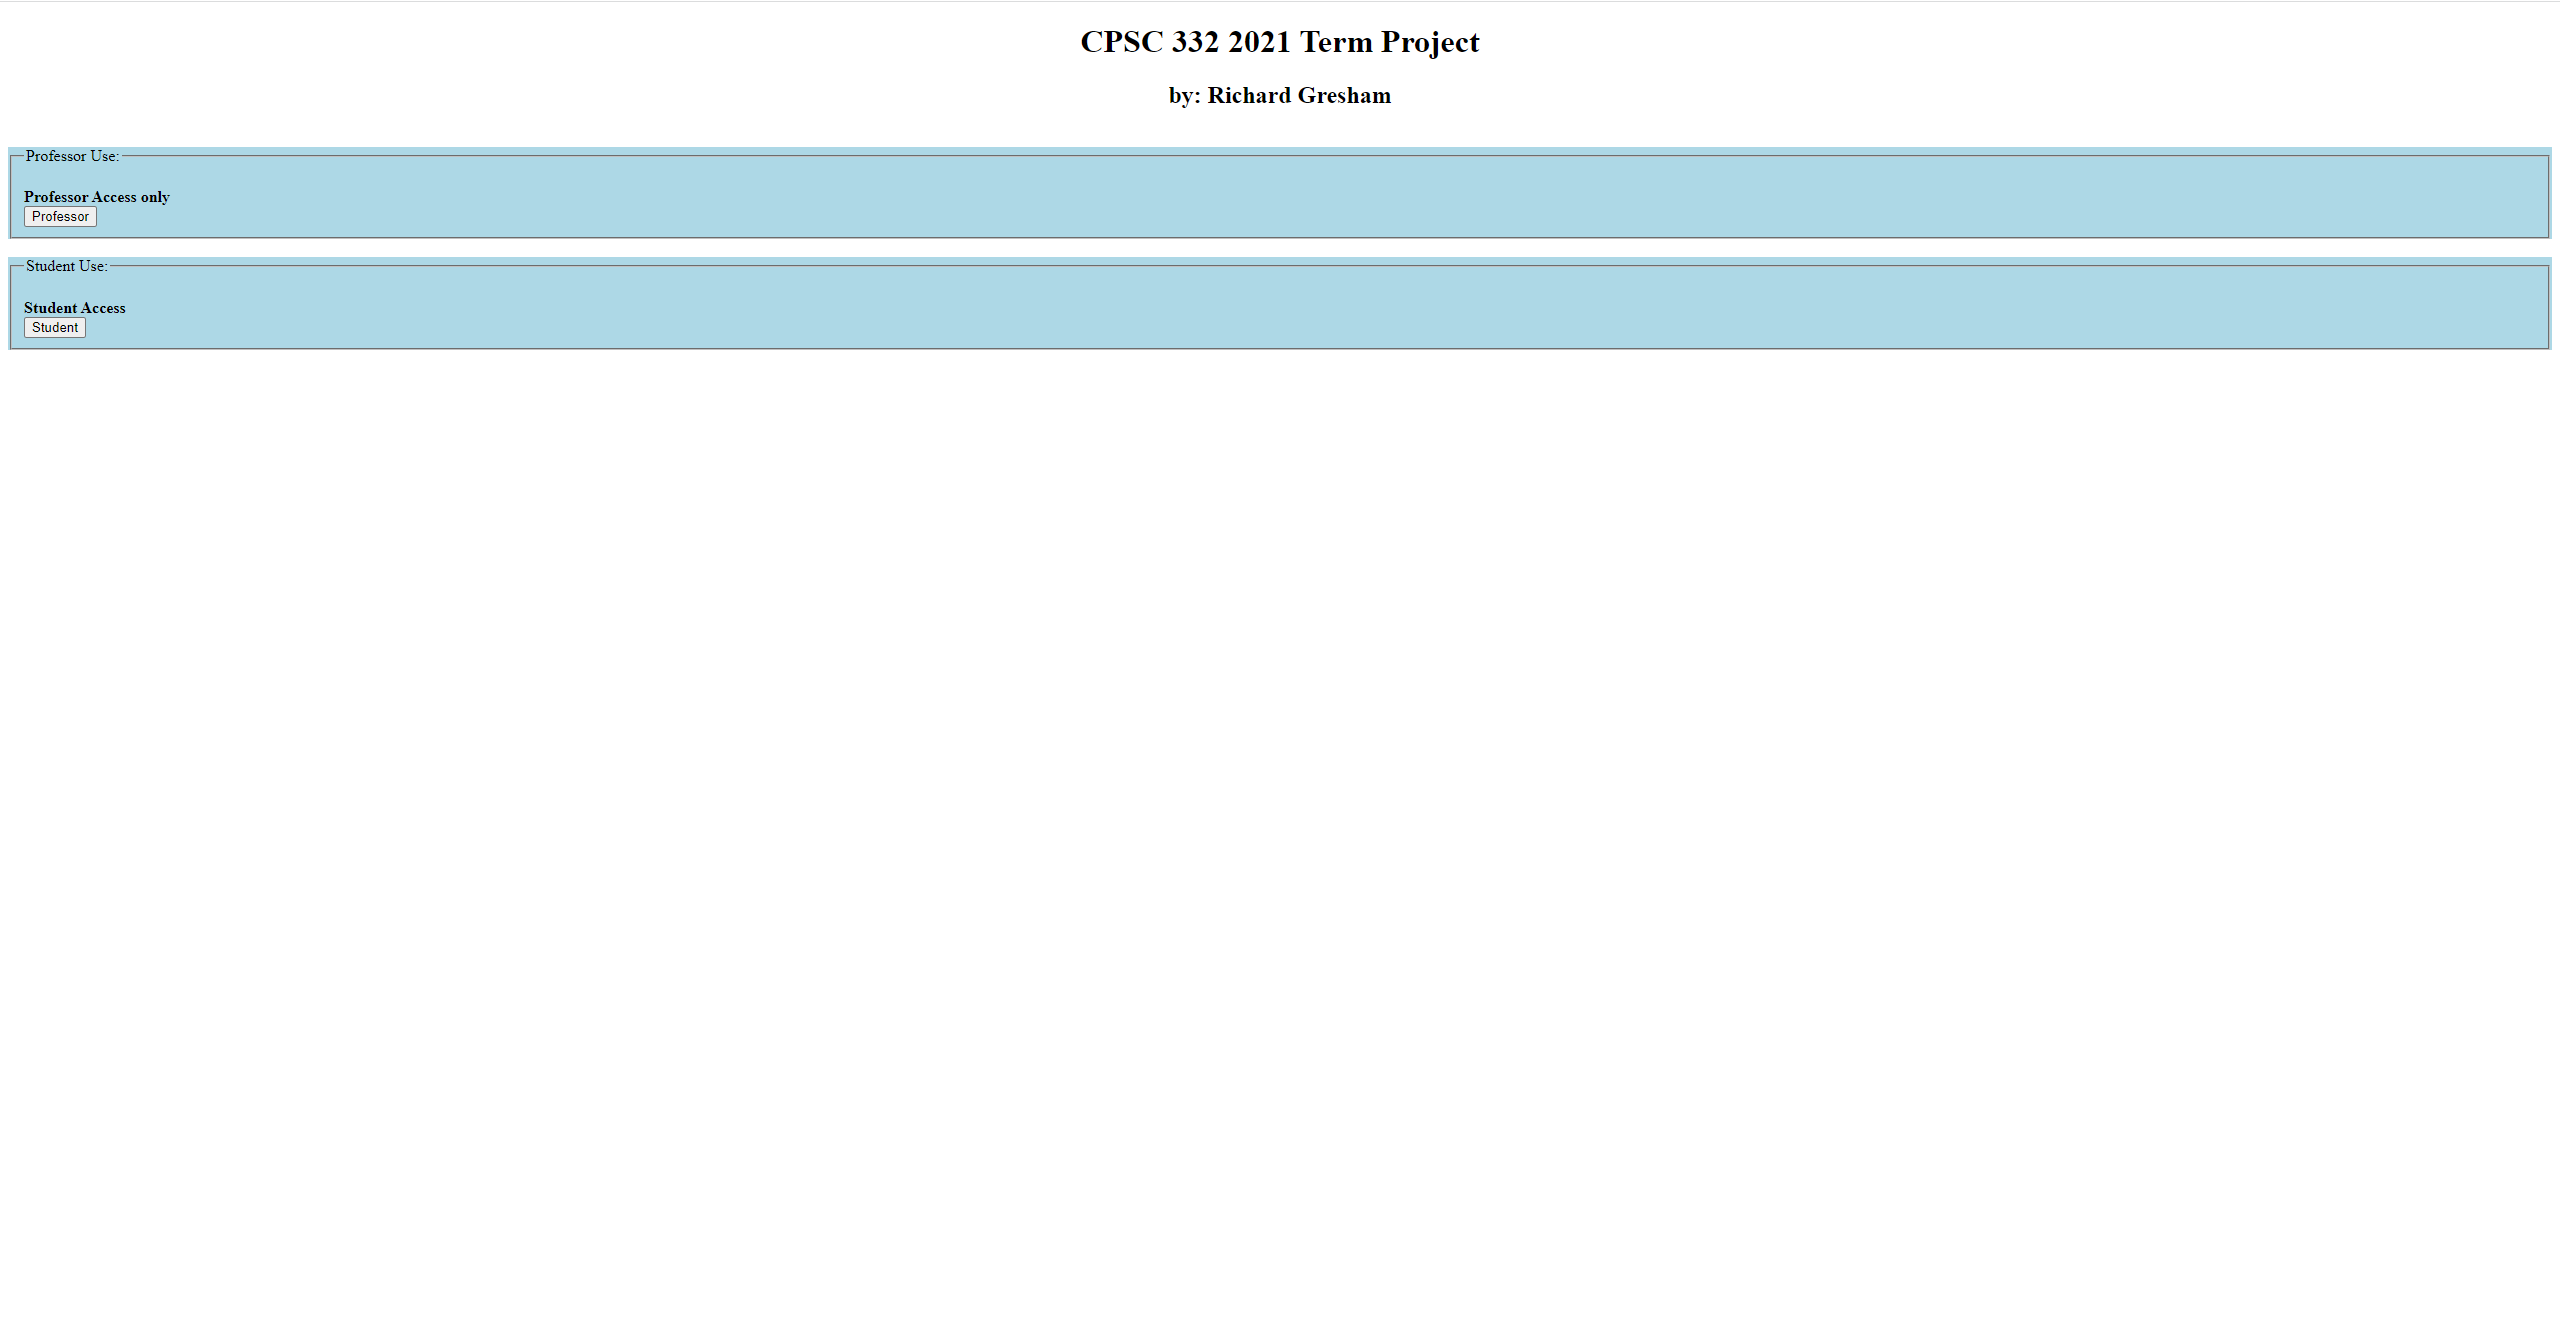 CPSC 332 2021 Term Project
by: Richard Gresham
Professor Use:
Professor Access only
Professor
Student Use:
Student Access
Student